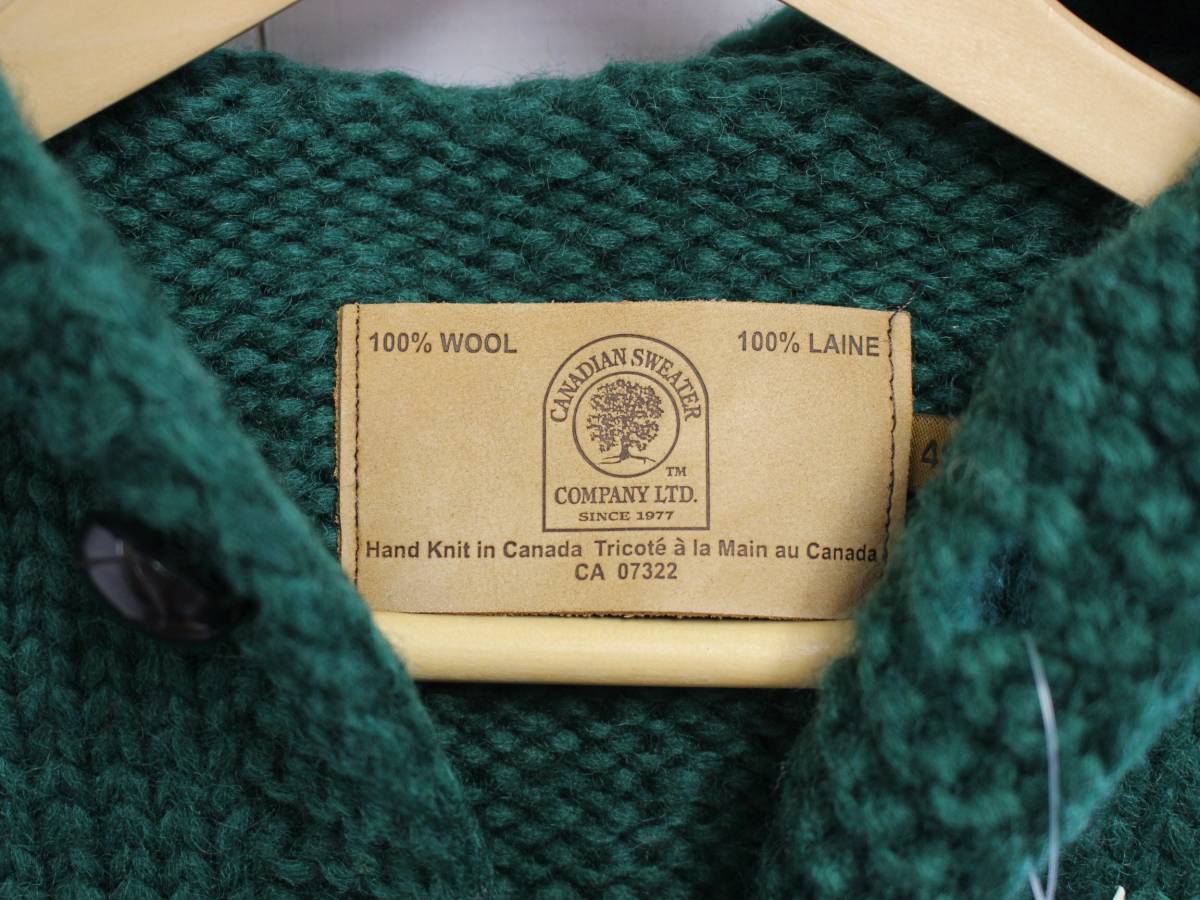 100% WOOL
100% LAINE
CANADIAN SWEATER
TM
COMPANY LTD.
SINCE 1977
Hand Knit in Canada Tricoté à la Main au Canada
CA 07322